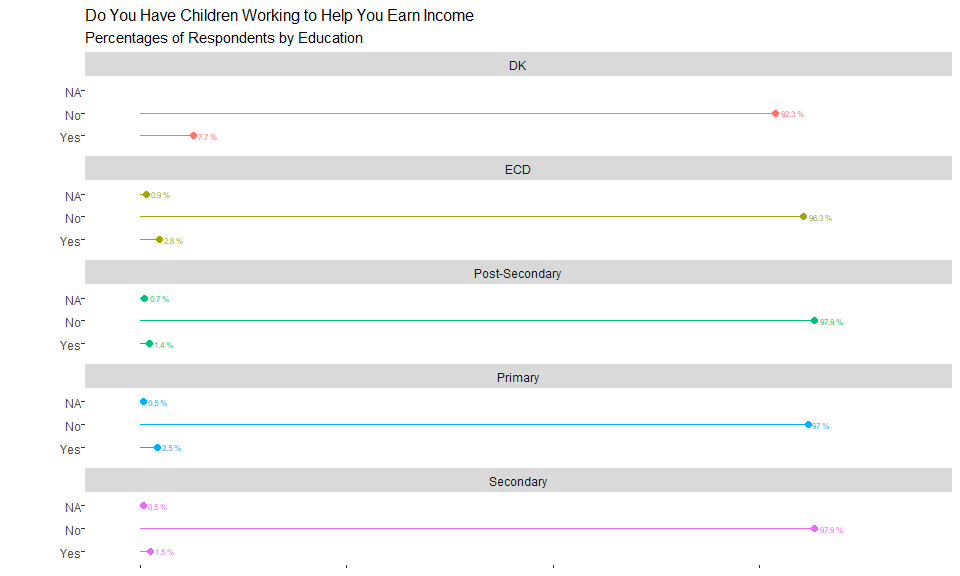 Do You Have Children Working to Help You Earn Income
Percentages of Respondents by Education
DK
NA
No 92.3 %
Yes 7.7 %
ECD
NA 0.9 %
No 96.3 %
Yes 2.8 %
Post-Secondary
NA 0.7 %
No 97.9 %
Yes 1.4 %
Primary
NA 0.5 %
No 97 %
Yes 2.5 %
Secondary
NA 0.5 %
No 97.9 %
Yes 1.5 %